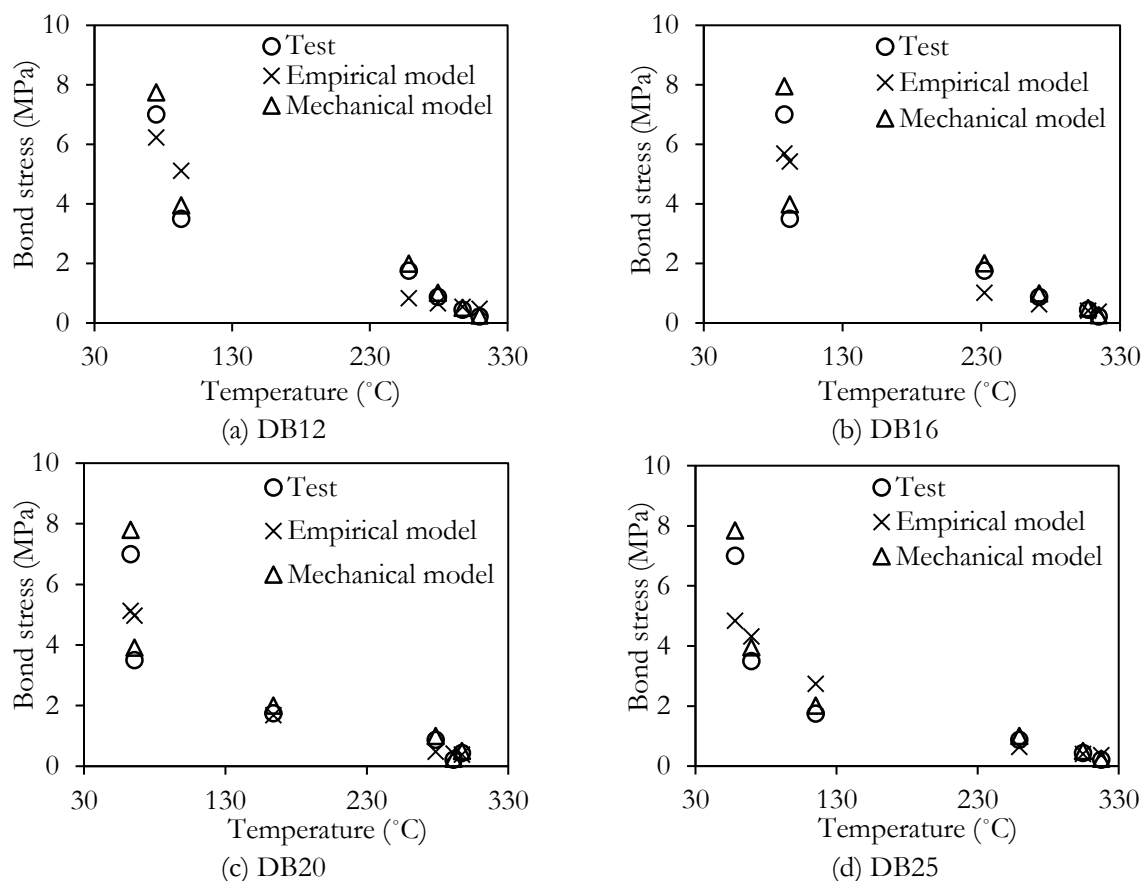 10
8
6
4
2
0
Bond stress (MPa)
Test
Empirical model
Mechanical model
30 130 230 330
Temperature (˚C)
(a) DB12
10
8
6
4
2
0
Bond stress (MPa)
Test
Empirical model
Mechanical model
30 130 230 330
Temperature (˚C)
(b) DB16
10
8
6
4
2
0
Bond stress (MPa)
Test
Empirical model
Mechanical model
30 130 230 330
Temperature (˚C)
(c) DB20
10
8
6
4
2
0
Bond stress (MPa)
Test
Empirical model
Mechanical model
30 130 230 330
Temperature (˚C)
(d) DB25